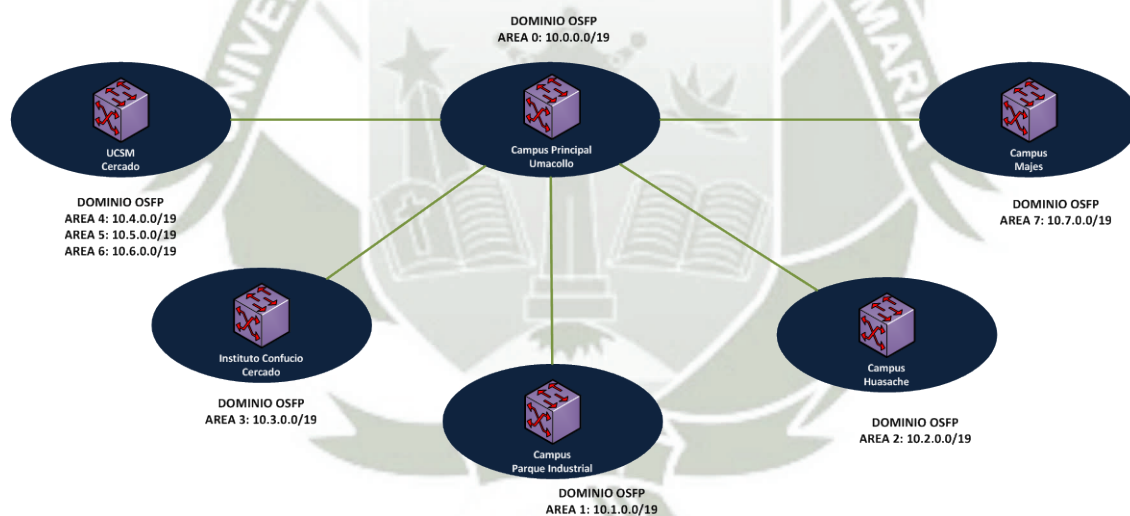 DOMINIO OSFP
AREA 0: 10.0.0.0/19
UCSM
Cercado
Campus Principal
Umacollo
Campus
Majes
DOMINIO OSFP
AREA 4: 10.4.0.0/19
AREA 5: 10.5.0.0/19
AREA 6: 10.6.0.0/19
DOMINIO OSFP
AREA 7: 10.7.0.0/19
Instituto Confucio
Cercado
Campus
Huasache
DOMINIO OSFP
AREA 3: 10.3.0.0/19
DOMINIO OSFP
AREA 2: 10.2.0.0/19
Campus
Parque Industrial
DOMINIO OSFP
AREA 1: 10.1.0.0/19
MARIA